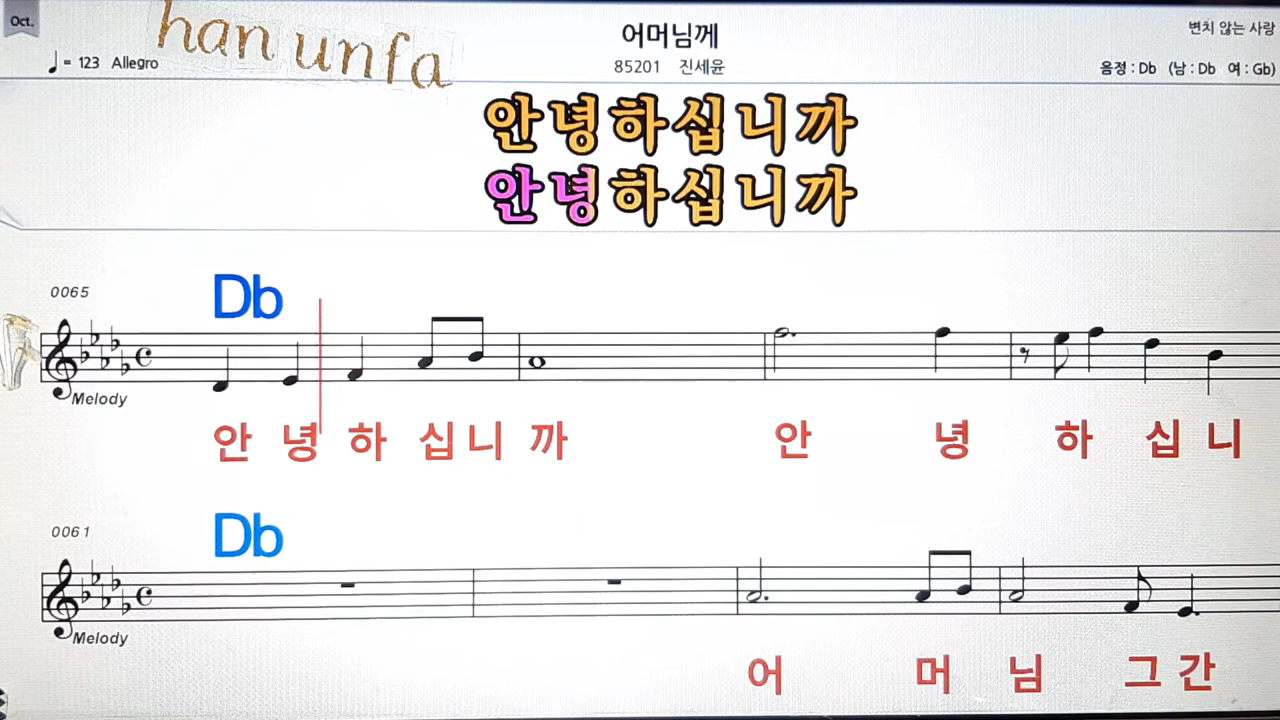 Oct.
han unfa
어머님께
변치 않는 사랑
♩= 123 Allegro
85201 진세윤
음정 : Db (남 : Db 여 : Gb)
안녕하십니까
안녕하십니까
0065
Db
Melody
안 녕 하 십 니 까 안 녕 하 십 니
0061
Db
Melody
어 머 님 그 간